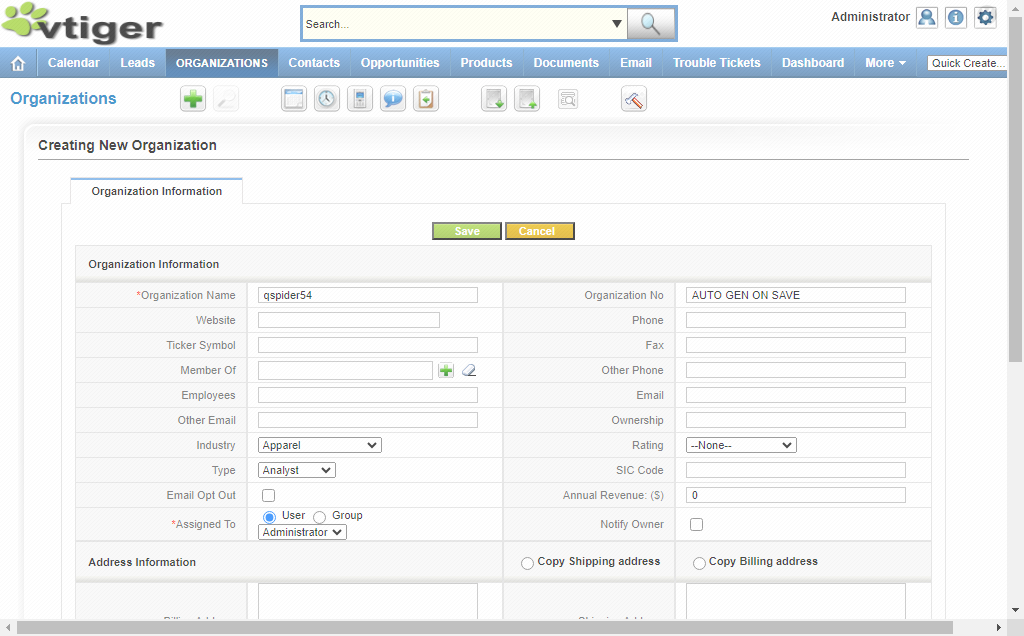 vtiger
Search...
Administrator
Calendar Leads ORGANIZATIONS Contacts Opportunities Products Documents Email Trouble Tickets Dashboard More Quick Create...
Organizations
Creating New Organization
Organization Information
Save Cancel
Organization Information
*Organization Name qspider54 Organization No AUTO GEN ON SAVE
Website Phone
Ticker Symbol Fax
Member Of Other Phone
Employees Email
Other Email Ownership
Industry Apparel Rating --None--
Type Analyst SIC Code
Email Opt Out Annual Revenue: ($) 0
*Assigned To User Group Notify Owner
Administrator
Address Information Copy Shipping address Copy Billing address